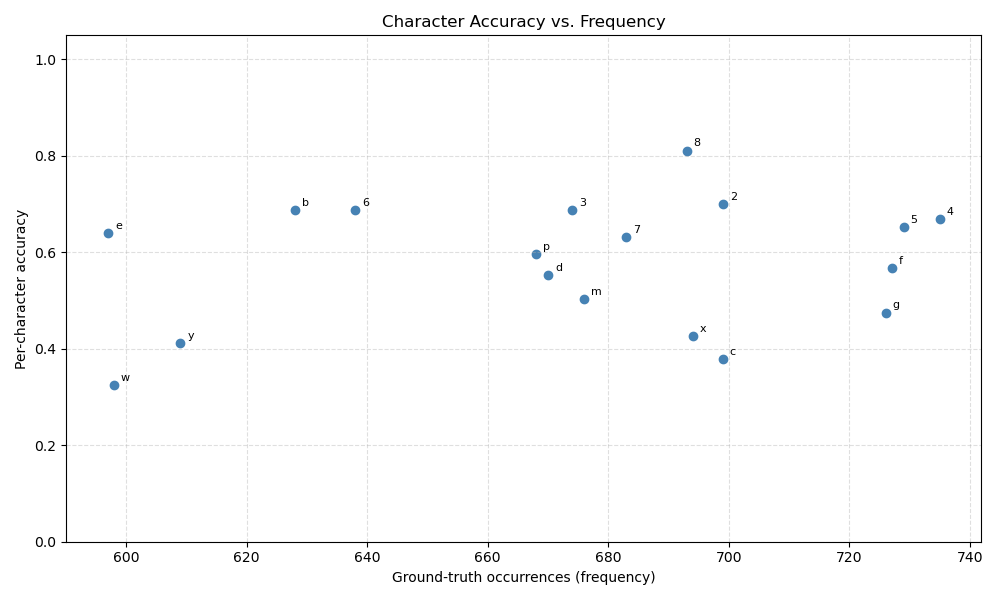 Character Accuracy vs. Frequency
1.0
0.8
0.6
0.4
0.2
0.0
Per-character accuracy
8
2
b
6
3
4
5
e
7
p
f
d
m
g
x
y
c
w
600 620 640 660 680 700 720 740
Ground-truth occurrences (frequency)